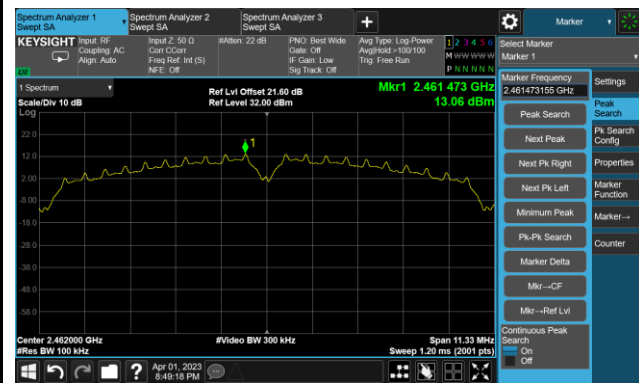 Spectrum Analyzer 1
Swept SA
Spectrum Analyzer 2
Swept SA
Spectrum Analyzer 3
Swept SA
+
Marker
KEYSIGHT
Input: RF
Coupling: AC
Align: Auto
Input Z: 50 Ω
Corr CCorr
Freq Ref: Int (S)
NFE: Off
#Atten: 22 dB
PNO: Best Wide
Gate: Off
IF Gain: Low
Sig Track: Off
Avg Type: Log-Power
Avg|Hold:>100/100
Trig: Free Run
1 2 3 4 5 6
M W W W W W
P N N N N N
LXI
Select Marker
Marker 1
1 Spectrum
Scale/Div 10 dB
Log
Ref Lvl Offset 21.60 dB
Ref Level 32.00 dBm
Mkr1 2.461 473 GHz
13.06 dBm
22.0
12.0
2.00
-8.00
-18.0
-28.0
-38.0
-48.0
-58.0
1
Center 2.462000 GHz
#Res BW 100 kHz
#Video BW 300 kHz
Span 11.33 MHz
Sweep 1.20 ms (2001 pts)
Marker Frequency
2.461473155 GHz
Peak Search
Next Peak
Next Pk Right
Next Pk Left
Minimum Peak
Pk-Pk Search
Marker Delta
Mkr→CF
Mkr→Ref Lvl
Continuous Peak
Search
On
Off
Settings
Peak
Search
Pk Search
Config
Properties
Marker
Function
Marker→
Counter
?
Apr 01, 2023
8:49:18 PM